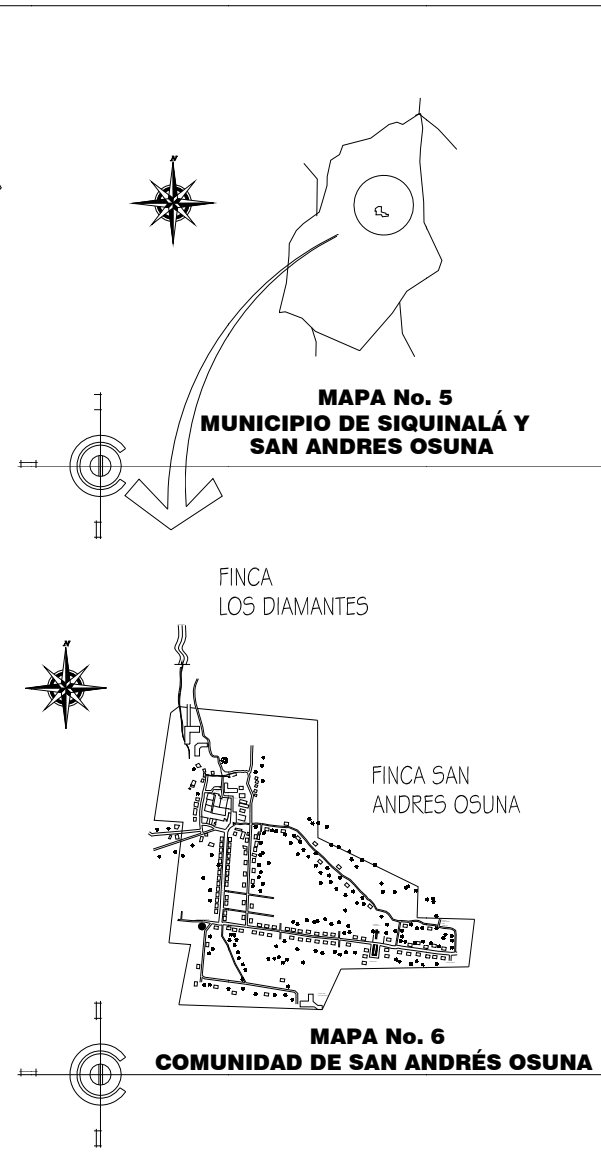 N
MAPA No. 5
MUNICIPIO DE SIQUINALÁ Y
SAN ANDRES OSUNA
FINCA
LOS DIAMANTES
N
FINCA SAN
ANDRES OSUNA
MAPA No. 6
COMUNIDAD DE SAN ANDRÉS OSUNA